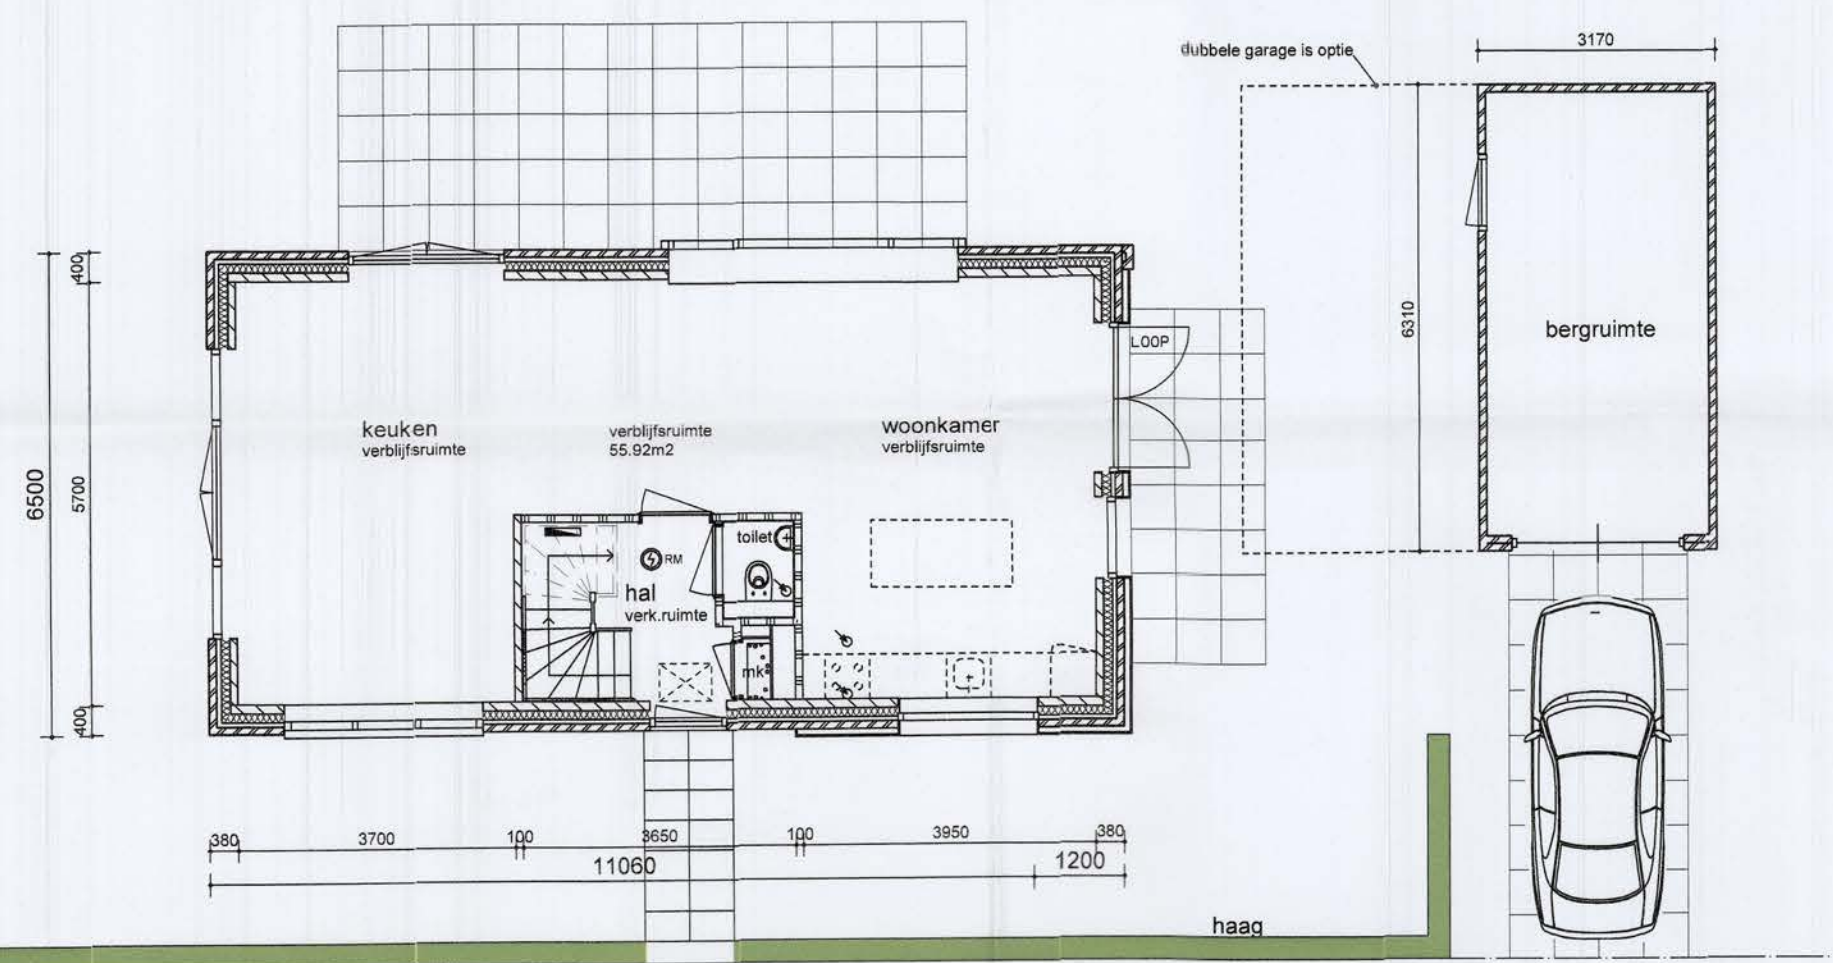 dubbele garage is optie
3170
400
LOOP
6310
bergruimte
keuken
verblijfsruimte
verblijfsruimte
55.92m2
woonkamer
verblijfsruimte
6500
5700
toilet
RM
hal
verk.ruimte
mk
400
380
3700
100
3650
100
3950
380
11060
1200
haag